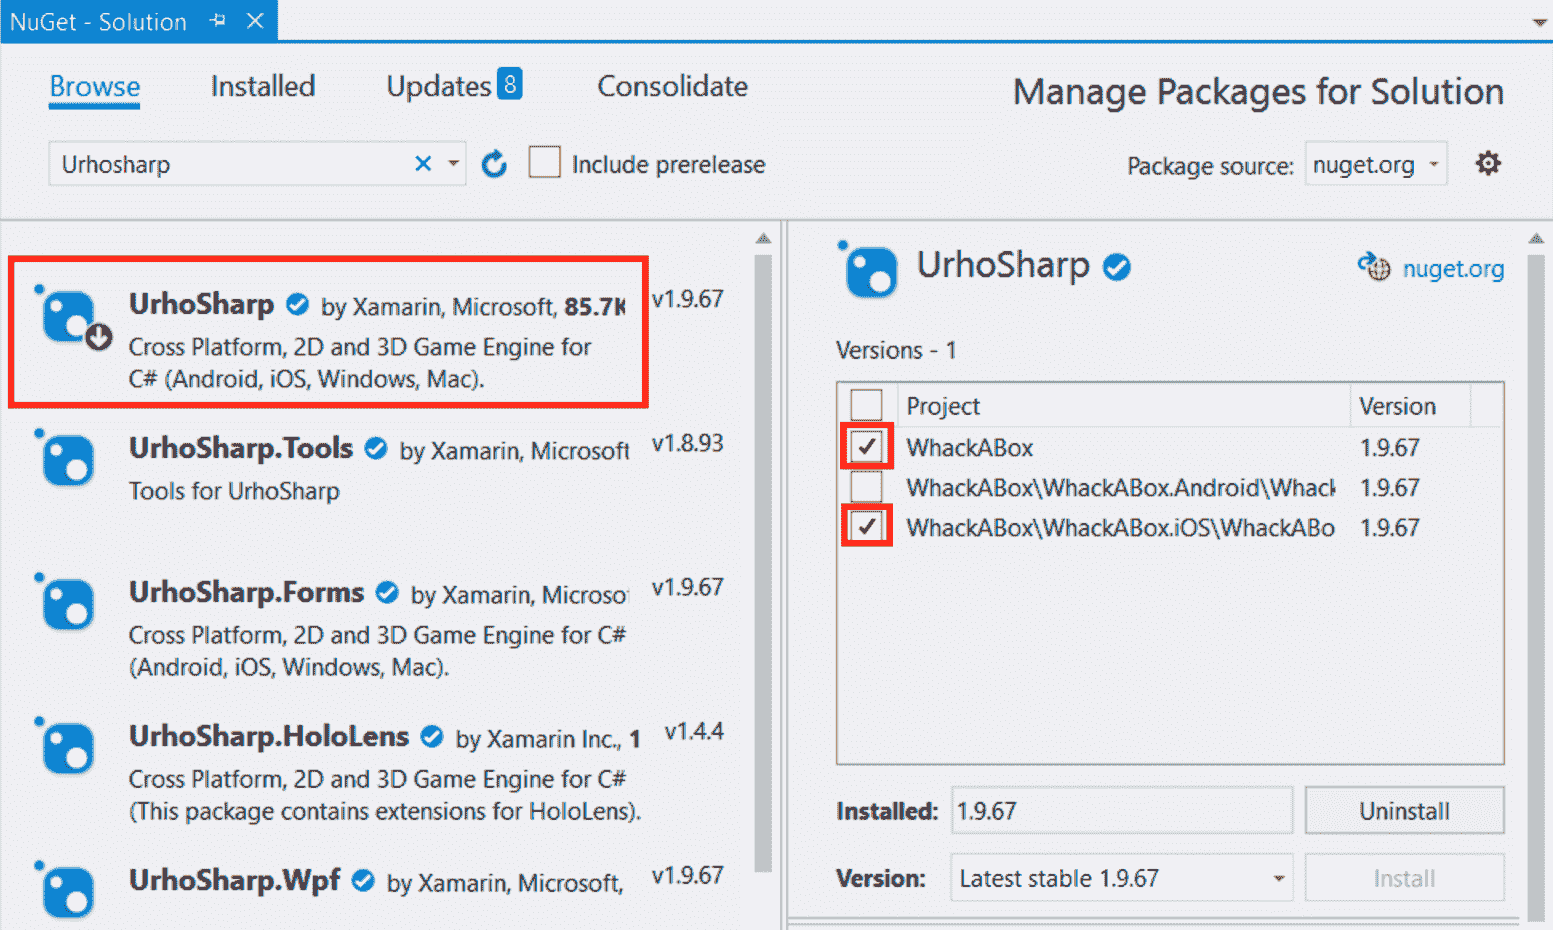 NuGet - Solution
Browse Installed Updates 8 Consolidate
Manage Packages for Solution
Urhosharp
Include prerelease
Package source: nuget.org
UrhoSharp by Xamarin, Microsoft, 85.7K v1.9.67
Cross Platform, 2D and 3D Game Engine for
C# (Android, iOS, Windows, Mac).
UrhoSharp.Tools by Xamarin, Microsoft v1.8.93
Tools for UrhoSharp
UrhoSharp.Forms by Xamarin, Microso v1.9.67
Cross Platform, 2D and 3D Game Engine for C#
(Android, iOS, Windows, Mac).
UrhoSharp.HoloLens by Xamarin Inc., 1 v1.4.4
Cross Platform, 2D and 3D Game Engine for C#
(This package contains extensions for HoloLens).
UrhoSharp.Wpf by Xamarin, Microsoft, v1.9.67
UrhoSharp
nuget.org
Versions - 1
Project Version
WhackABox 1.9.67
WhackABox\WhackABox.Android\Whack 1.9.67
WhackABox\WhackABox.iOS\WhackABo 1.9.67
Installed: 1.9.67 Uninstall
Version: Latest stable 1.9.67 Install